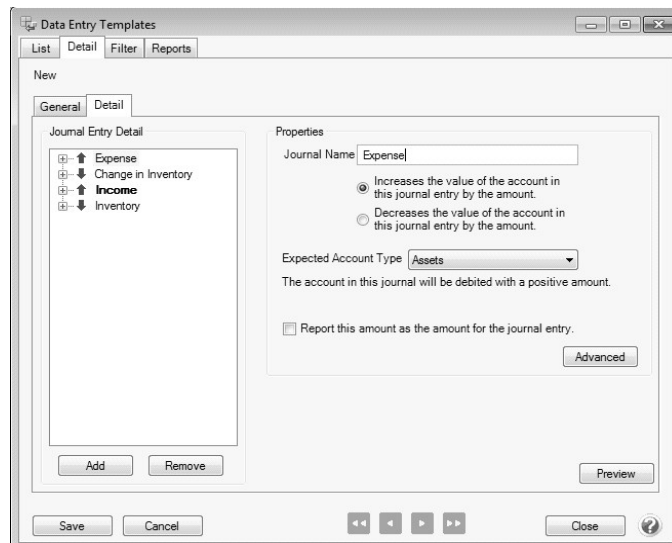 Data Entry Templates
List Detail Filter Reports
New
General Detail
Journal Entry Detail
Expense
Change in Inventory
Income
Inventory
Add Remove
Properties
Journal Name Expense
Increases the value of the account in
this journal entry by the amount.
Decreases the value of the account in
this journal entry by the amount.
Expected Account Type Assets
The account in this journal will be debited with a positive amount.
Report this amount as the amount for the journal entry.
Advanced
Preview
Save Cancel Close ?